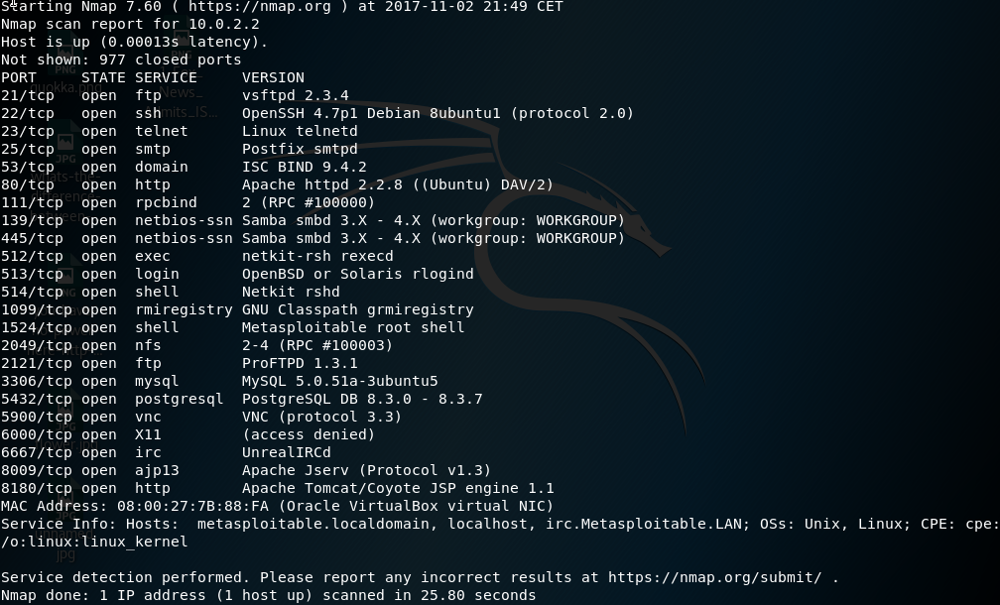 Starting Nmap 7.60 ( https://nmap.org ) at 2017-11-02 21:49 CET
Nmap scan report for 10.0.2.2
Host is up (0.00013s latency).
Not shown: 977 closed ports
PORT     STATE SERVICE     VERSION
21/tcp   open  ftp         vsftpd 2.3.4
22/tcp   open  ssh         OpenSSH 4.7p1 Debian 8ubuntu1 (protocol 2.0)
23/tcp   open  telnet      Linux telnetd
25/tcp   open  smtp        Postfix smtpd
53/tcp   open  domain      ISC BIND 9.4.2
80/tcp   open  http        Apache httpd 2.2.8 ((Ubuntu) DAV/2)
111/tcp  open  rpcbind     2 (RPC #100000)
139/tcp  open  netbios-ssn Samba smbd 3.X - 4.X (workgroup: WORKGROUP)
445/tcp  open  netbios-ssn Samba smbd 3.X - 4.X (workgroup: WORKGROUP)
512/tcp  open  exec        netkit-rsh rexecd
513/tcp  open  login       OpenBSD or Solaris rlogind
514/tcp  open  shell       Netkit rshd
1099/tcp open  rmiregistry GNU Classpath grmiregistry
1524/tcp open  shell       Metasploitable root shell
2049/tcp open  nfs         2-4 (RPC #100003)
2121/tcp open  ftp         ProFTPD 1.3.1
3306/tcp open  mysql       MySQL 5.0.51a-3ubuntu5
5432/tcp open  postgresql  PostgreSQL DB 8.3.0 - 8.3.7
5900/tcp open  vnc         VNC (protocol 3.3)
6000/tcp open  X11         (access denied)
6667/tcp open  irc         UnrealIRCd
8009/tcp open  ajp13       Apache Jserv (Protocol v1.3)
8180/tcp open  http        Apache Tomcat/Coyote JSP engine 1.1
MAC Address: 08:00:27:7B:88:FA (Oracle VirtualBox virtual NIC)
Service Info: Hosts:  metasploitable.localdomain, localhost, irc.Metasploitable.LAN; OSs: Unix, Linux; CPE: cpe:
/o:linux:linux_kernel
Service detection performed. Please report any incorrect results at https://nmap.org/submit/ .
Nmap done: 1 IP address (1 host up) scanned in 25.80 seconds